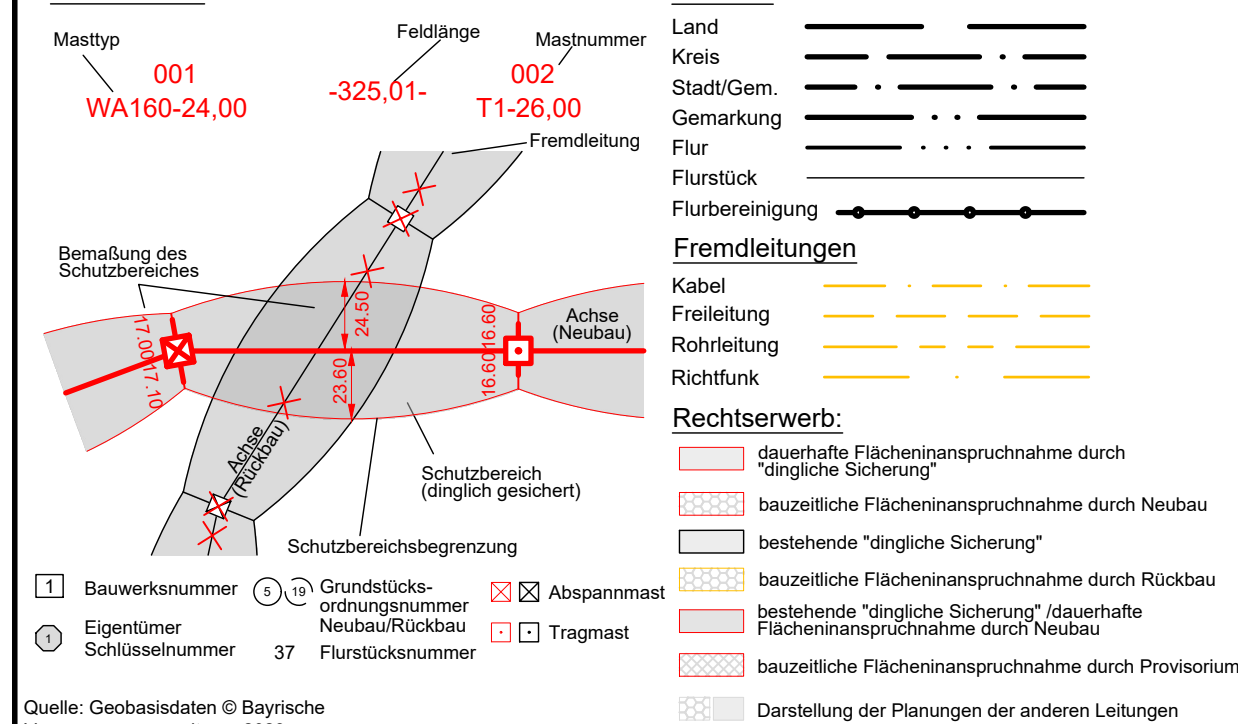 Masttyp
Feldlänge
Mastnummer
001
WA160-24,00
-325,01-
002
T1-26,00
Fremdleitung
Bemaßung des
Schutzbereiches
17.00
17.10
24.50
23.60
16.60
16.60
Achse
(Neubau)
Achse
(Rückbau)
Schutzbereich
(dinglich gesichert)
Schutzbereichsbegrenzung
1
Bauwerksnummer
5
,
19
Grundstücks-
ordnungsnummer
Neubau/Rückbau
Abspannmast
1
Eigentümer
Schlüsselnummer
37
Flurstücksnummer
Tragmast
Quelle: Geobasisdaten © Bayrische
Land
Kreis
Stadt/Gem.
Gemarkung
Flur
Flurstück
Flurbereinigung
Fremdleitungen
Kabel
Freileitung
Rohrleitung
Richtfunk
Rechtserwerb:
dauerhafte Flächeninanspruchnahme durch
"dingliche Sicherung"
bauzeitliche Flächeninanspruchnahme durch Neubau
bestehende "dingliche Sicherung"
bauzeitliche Flächeninanspruchnahme durch Rückbau
bestehende "dingliche Sicherung" /dauerhafte
Flächeninanspruchnahme durch Neubau
bauzeitliche Flächeninanspruchnahme durch Provisorium
Darstellung der Planungen der anderen Leitungen